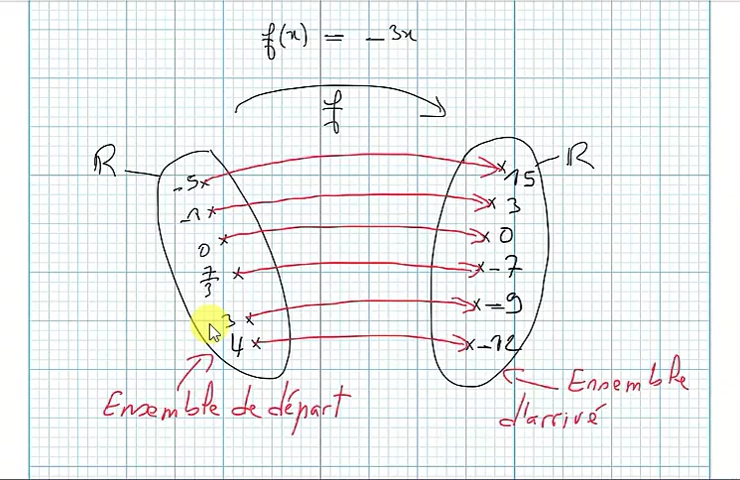 f(x) = -3x
f
R
R
-5
15
-1
3
0
0
7/3
-7
3
-9
4
-12
Ensemble de départ
Ensemble
d'arrivé